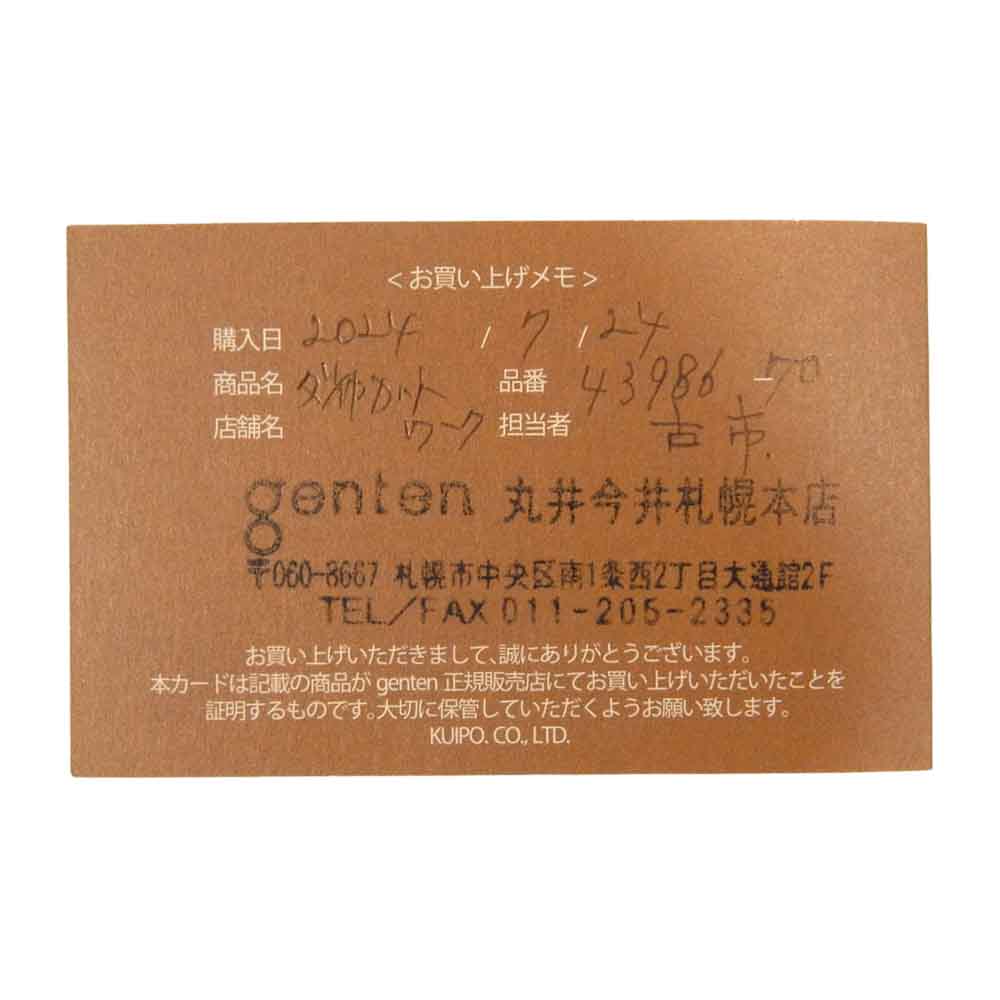 <お買い上げメモ>
購入日 2024 / 7 / 24
商品名 カット 品番 43986 - 70
店舗名 ワーク 担当者 古市
genten 丸井今井札幌本店
〒060-8667 札幌市中央区南1条西2丁目大通館2F
TEL/FAX 011-205-2335
お買い上げいただきまして、誠にありがとうございます。
本カードは記載の商品が genten 正規販売店にてお買い上げいただいたことを
証明するものです。大切に保管していただくようお願い致します。
KUIPO. CO., LTD.